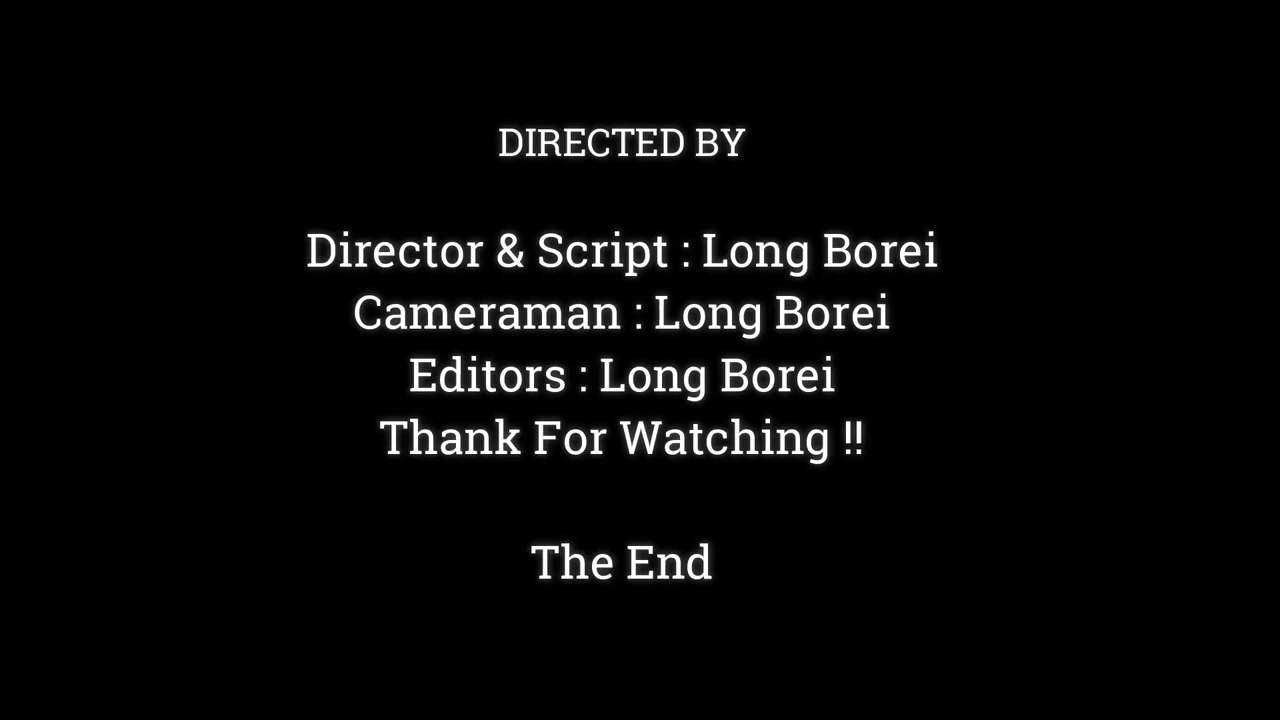 DIRECTED BY
Director & Script : Long Borei
Cameraman : Long Borei
Editors : Long Borei
Thank For Watching !!
The End